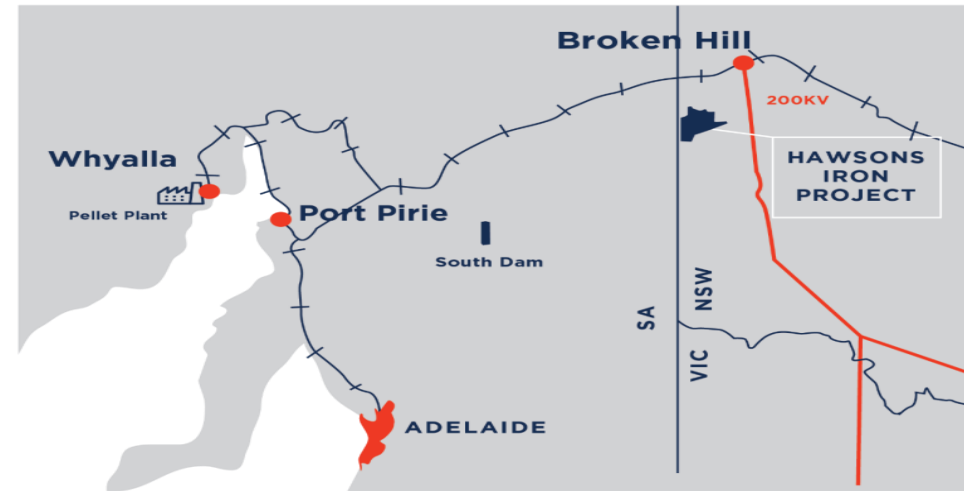 Broken Hill
200KV
Whyalla
HAWSONS
IRON
PROJECT
Pellet Plant
Port Pirie
South Dam
SA
NSW
VIC
ADELAIDE